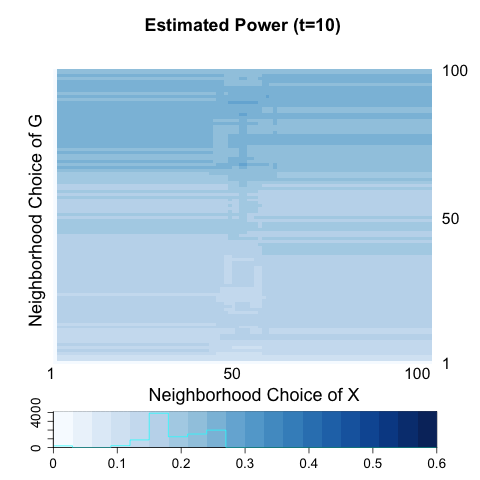 Estimated Power (t=10)
Neighborhood Choice of G
100
50
1
1 50 100
Neighborhood Choice of X
0 4000
0 0.1 0.2 0.3 0.4 0.5 0.6